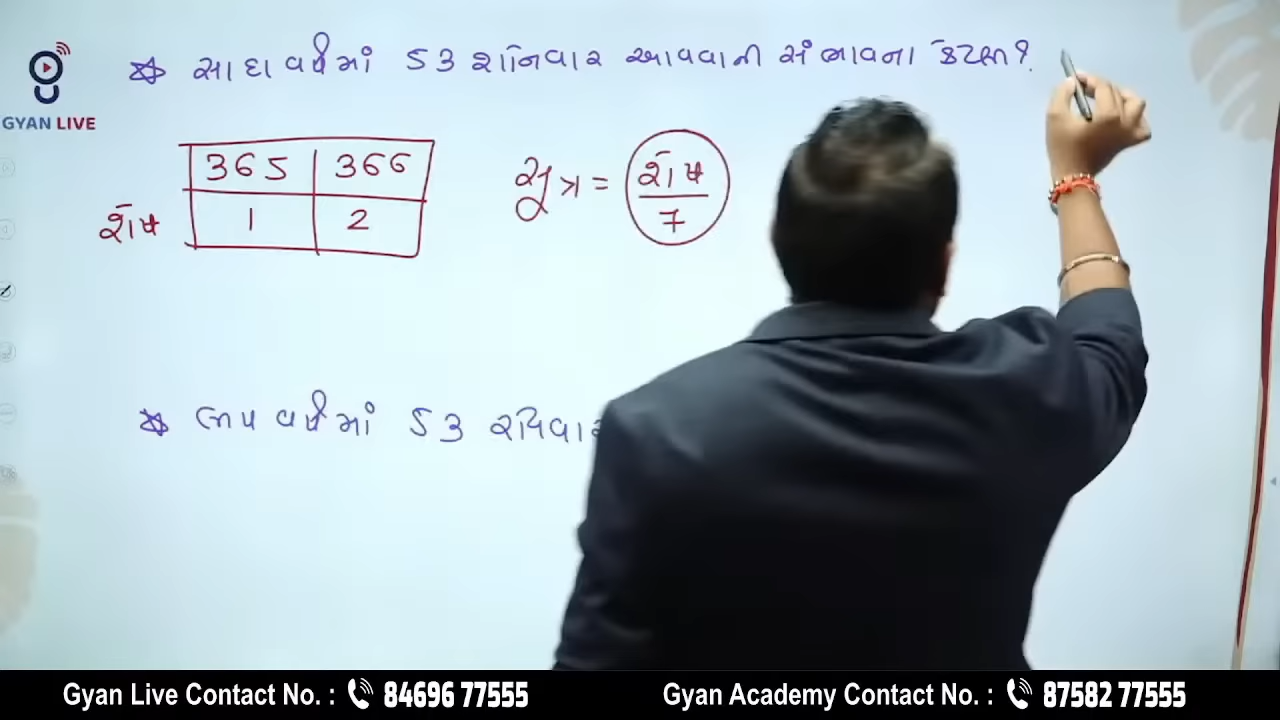 GYAN LIVE
સાદા વર્ષમાં 53 શનિવાર આવવાની સંભાવના કેટલી?
365 366
શેષ 1 2
સૂત્ર = શેષ / 7
લીપ વર્ષમાં 53 રવિવાર
Gyan Live Contact No. : 84696 77555
Gyan Academy Contact No. : 87582 77555